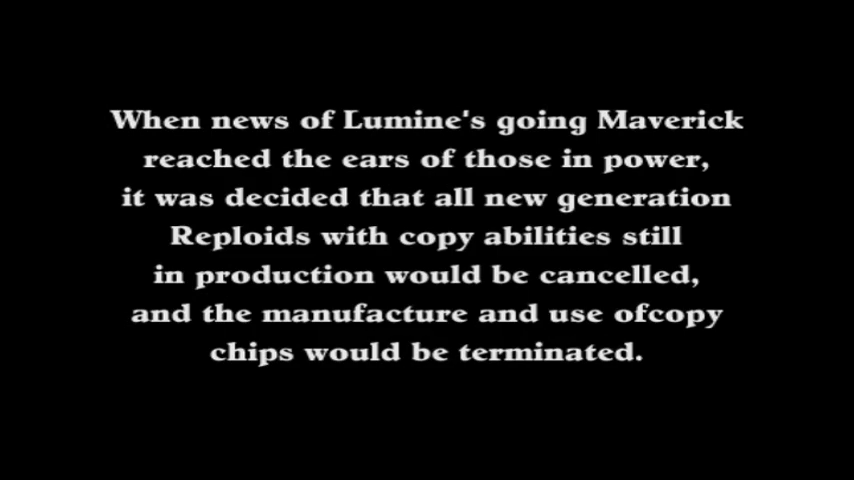 When news of Lumine's going Maverick
reached the ears of those in power,
it was decided that all new generation
Reploids with copy abilities still
in production would be cancelled,
and the manufacture and use ofcopy
chips would be terminated.